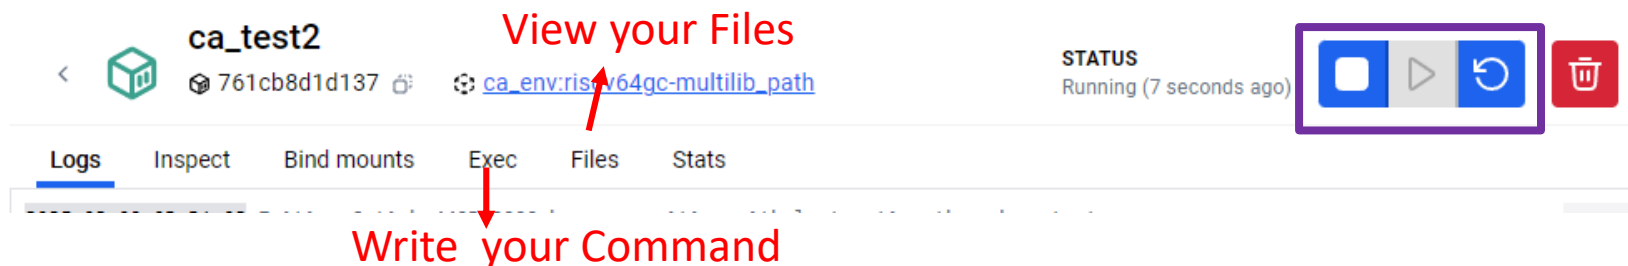 ca_test2
View your Files
761cb8d1d137
ca_env:riscv64gc-multilib_path
STATUS
Running (7 seconds ago)
Logs Inspect Bind mounts Exec Files Stats
Write your Command